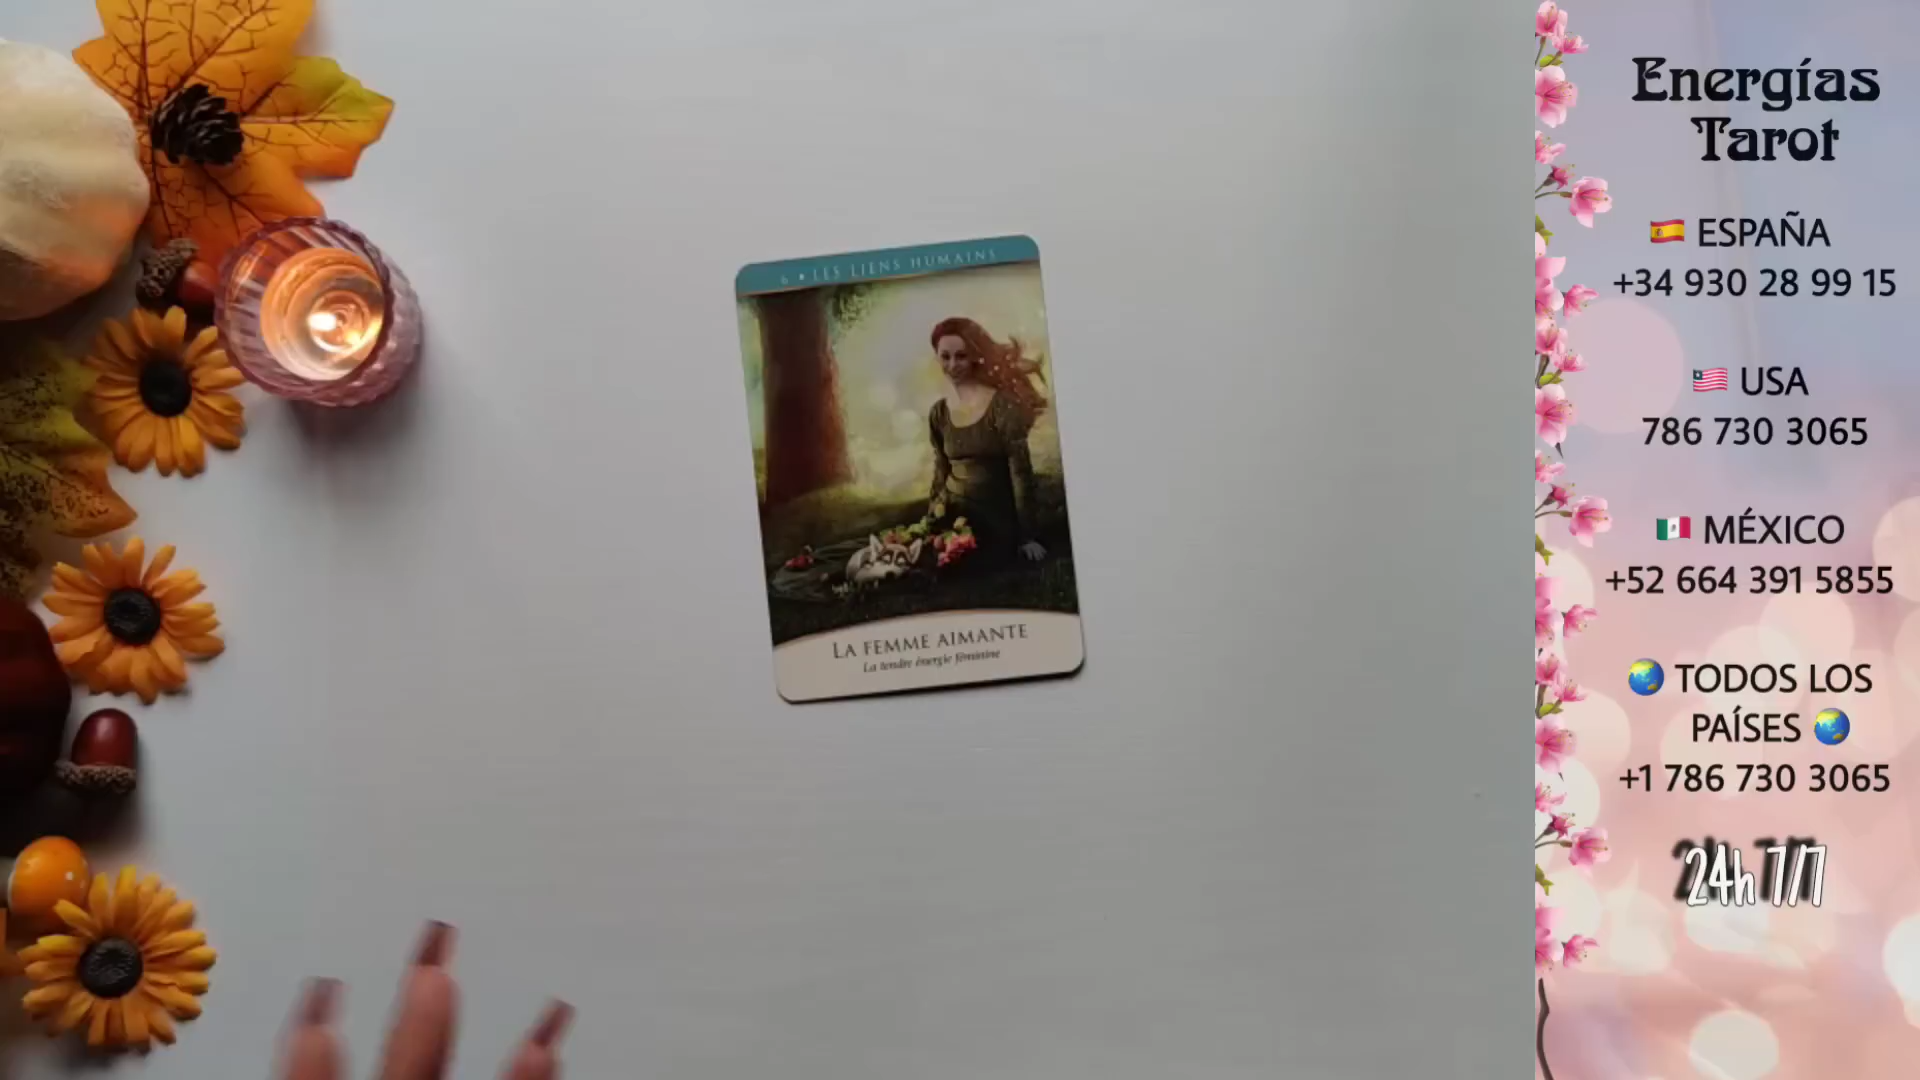 6 • LES LIENS HUMAINS
LA FEMME AIMANTE
La tendre énergie féminine
Energías
Tarot
ESPAÑA
+34 930 28 99 15
USA
786 730 3065
MÉXICO
+52 664 391 5855
TODOS LOS
PAÍSES
+1 786 730 3065
24h 7/7